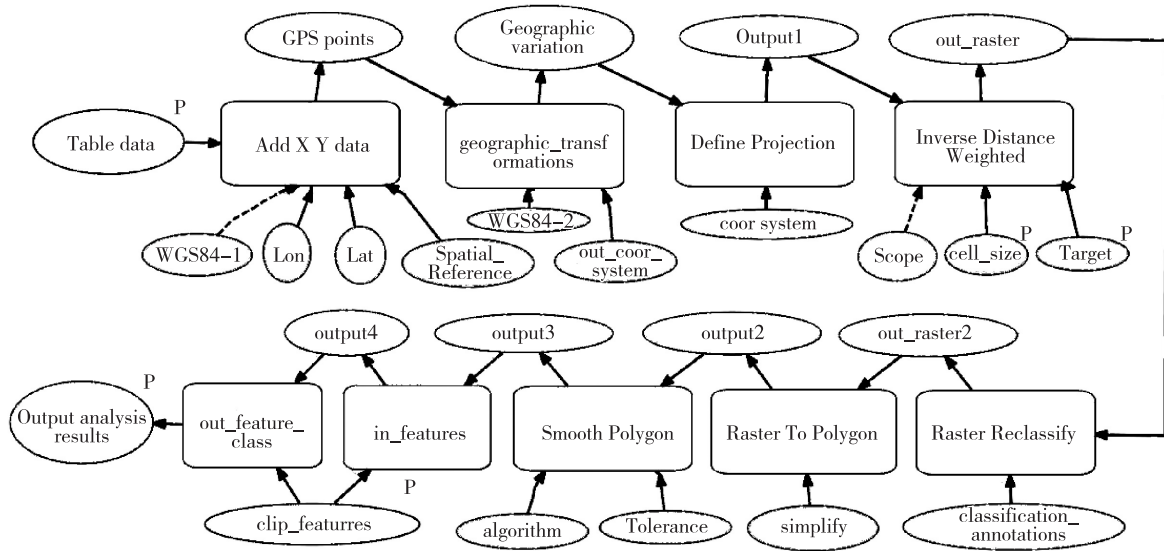 GPS points
Geographic
variation
Output1
out_raster
P
Table data
Add X Y data
geographic_transf
ormations
Define Projection
Inverse Distance
Weighted
WGS84-1
Lon
Lat
Spatial_
Reference
WGS84-2
out_coor_
system
coor system
Scope
P
cell_size
P
Target
output4
output3
output2
out_raster2
P
Output analysis
results
out_feature_
class
in_features
Smooth Polygon
Raster To Polygon
Raster Reclassify
P
clip_featurres
algorithm
Tolerance
simplify
classification_
annotations